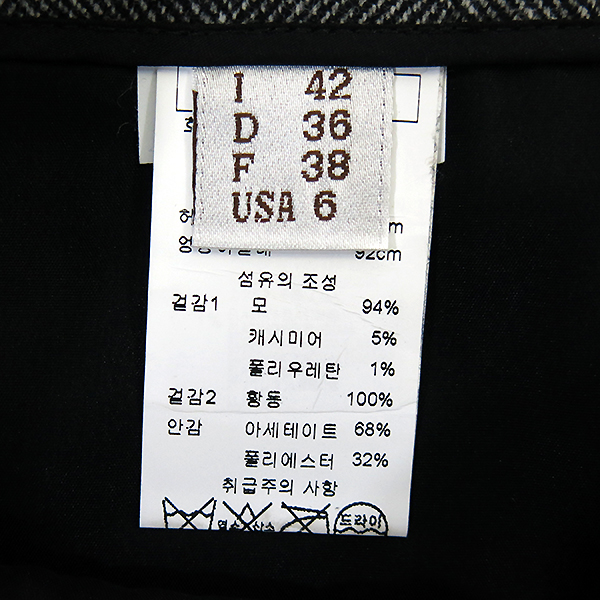 I 42
D 36
F 38
USA 6
92cm
섬유의 조성
겉감1 모 94%
캐시미어 5%
폴리우레탄 1%
겉감2 황동 100%
안감 아세테이트 68%
폴리에스터 32%
취급주의 사항
드라이